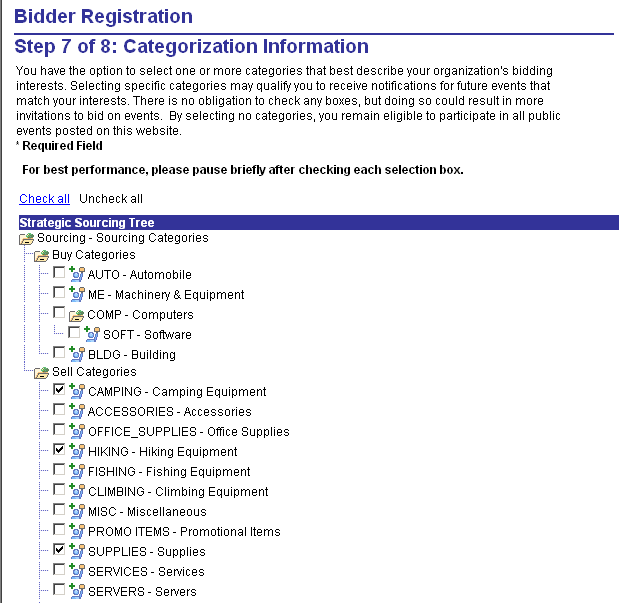 Bidder Registration
Step 7 of 8: Categorization Information
You have the option to select one or more categories that best describe your organization's bidding
interests. Selecting specific categories may qualify you to receive notifications for future events that
match your interests. There is no obligation to check any boxes, but doing so could result in more
invitations to bid on events.  By selecting no categories, you remain eligible to participate in all public
events posted on this website.
* Required Field
For best performance, please pause briefly after checking each selection box.
Check all Uncheck all
Strategic Sourcing Tree
Sourcing - Sourcing Categories
Buy Categories
AUTO - Automobile
ME - Machinery & Equipment
COMP - Computers
SOFT - Software
BLDG - Building
Sell Categories
CAMPING - Camping Equipment
ACCESSORIES - Accessories
OFFICE_SUPPLIES - Office Supplies
HIKING - Hiking Equipment
FISHING - Fishing Equipment
CLIMBING - Climbing Equipment
MISC - Miscellaneous
PROMO ITEMS - Promotional Items
SUPPLIES - Supplies
SERVICES - Services
SERVERS - Servers